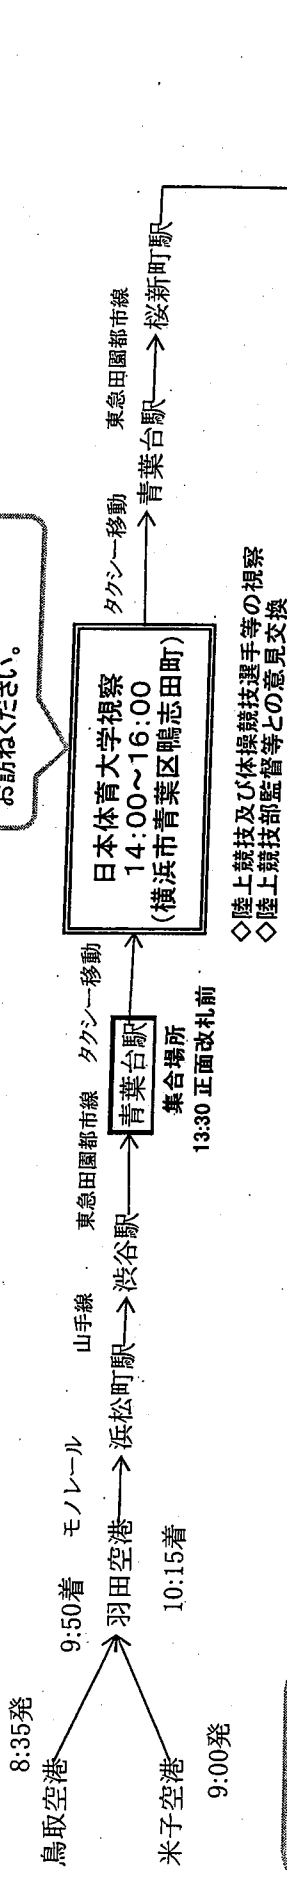 お訪ねください。
8:35発
鳥取空港
9:00発
米子空港
9:50着
10:15着
羽田空港
モノレール
浜松町駅
山手線
渋谷駅
東急田園都市線
青葉台駅
集合場所
13:30 正面改札前
タクシー移動
日本体育大学視察
14:00～16:00
(横浜市青葉区鴨志田町)
◇陸上競技及び体操競技選手等の視察
◇陸上競技部監督等との意見交換
タクシー移動
青葉台駅
東急田園都市線
桜新町駅